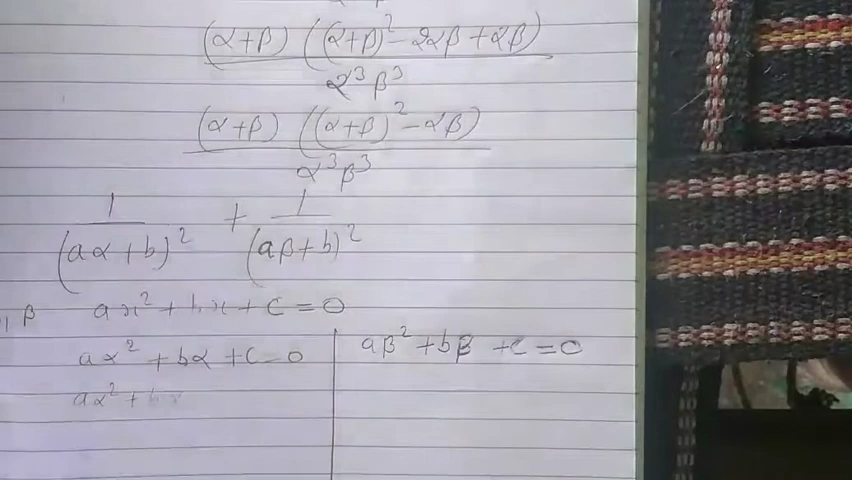 (α+β) ((α+β)² - 2αβ + αβ)
α³β³
(α+β) ((α+β)² - αβ)
α³β³
1/(aα+b)² + 1/(aβ+b)²
β ax² + bx + c = 0
aα² + bα + c = 0
aβ² + bβ + c = 0
aα² + b